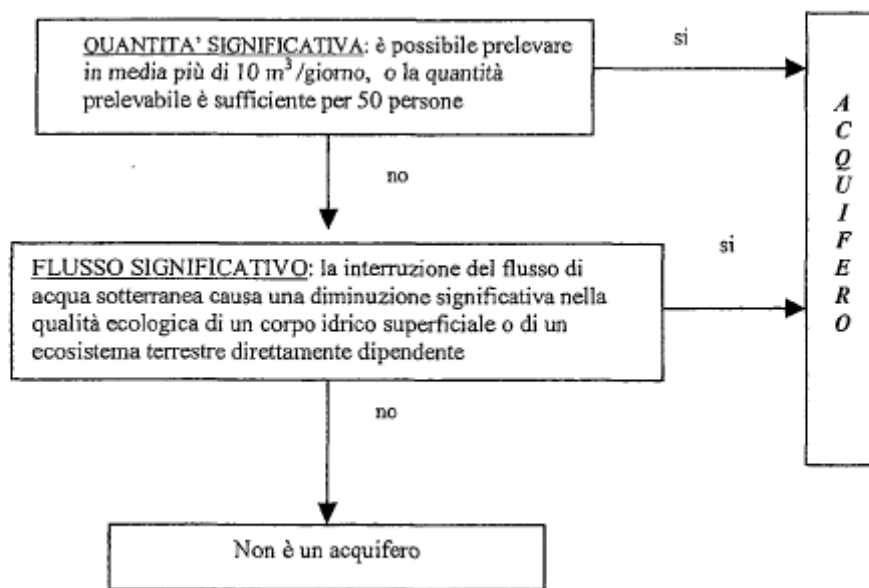 QUANTITA' SIGNIFICATIVA: è possibile prelevare
in media più di 10 m³/giorno, o la quantità
prelevabile è sufficiente per 50 persone
si
no
FLUSSO SIGNIFICATIVO: la interruzione del flusso di
acqua sotterranea causa una diminuzione significativa nella
qualità ecologica di un corpo idrico superficiale o di un
ecosistema terrestre direttamente dipendente
si
no
Non è un acquifero
ACQUIFERO